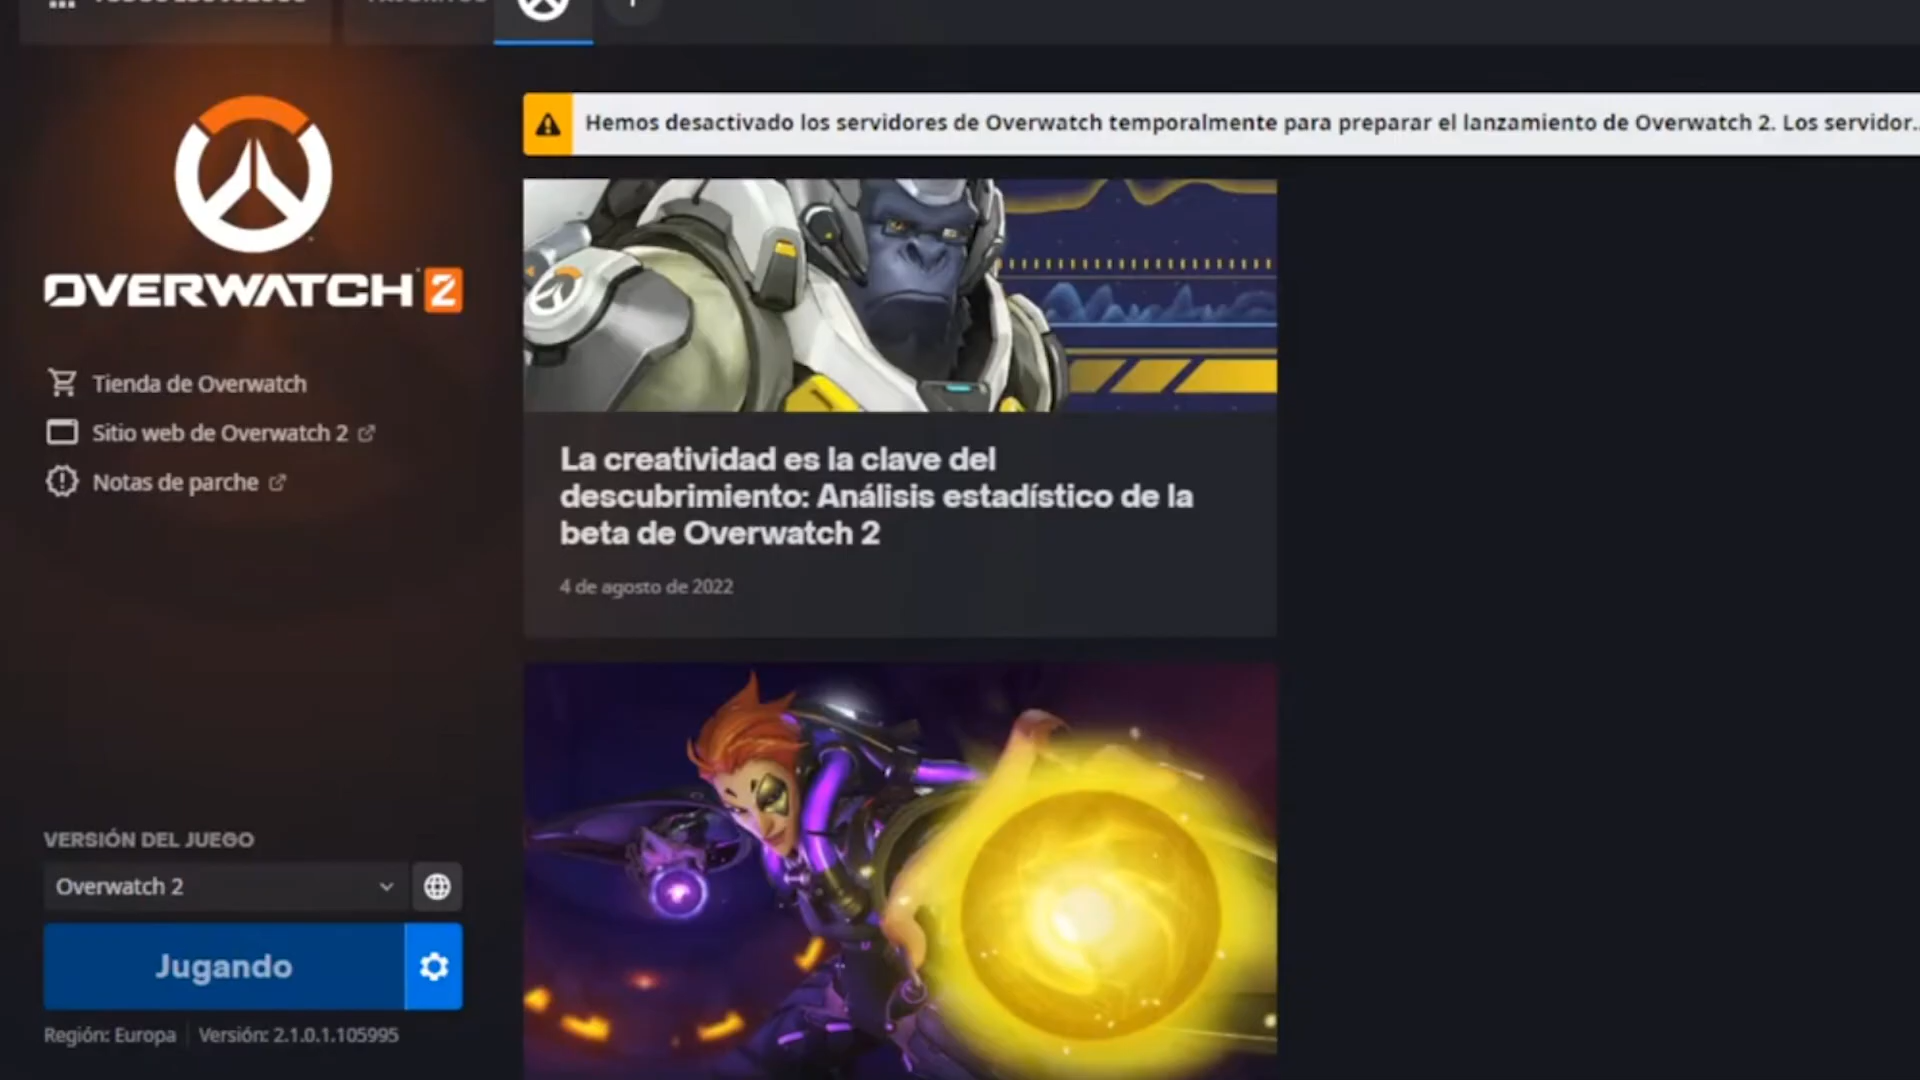 Hemos desactivado los servidores de Overwatch temporalmente para preparar el lanzamiento de Overwatch 2. Los servidor...
OVERWATCH 2
Tienda de Overwatch
Sitio web de Overwatch 2
Notas de parche
La creatividad es la clave del
descubrimiento: Análisis estadístico de la
beta de Overwatch 2
4 de agosto de 2022
VERSIÓN DEL JUEGO
Overwatch 2
Jugando
Región: Europa
Versión: 2.1.0.1.105995